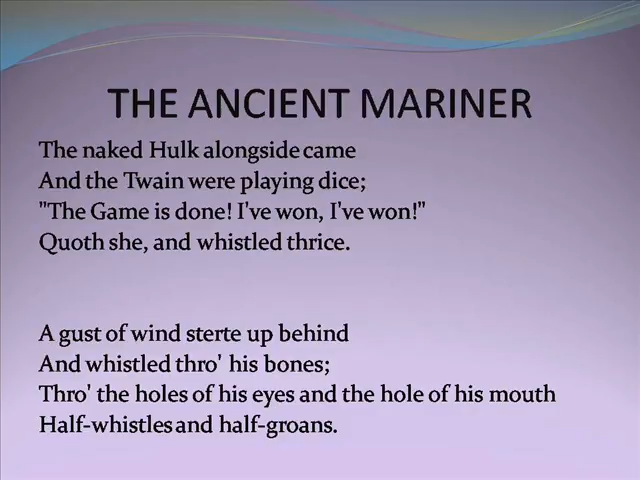 THE ANCIENT MARINER
The naked Hulk alongside came
And the Twain were playing dice;
"The Game is done! I've won, I've won!"
Quoth she, and whistled thrice.
A gust of wind sterte up behind
And whistled thro' his bones;
Thro' the holes of his eyes and the hole of his mouth
Half-whistles and half-groans.